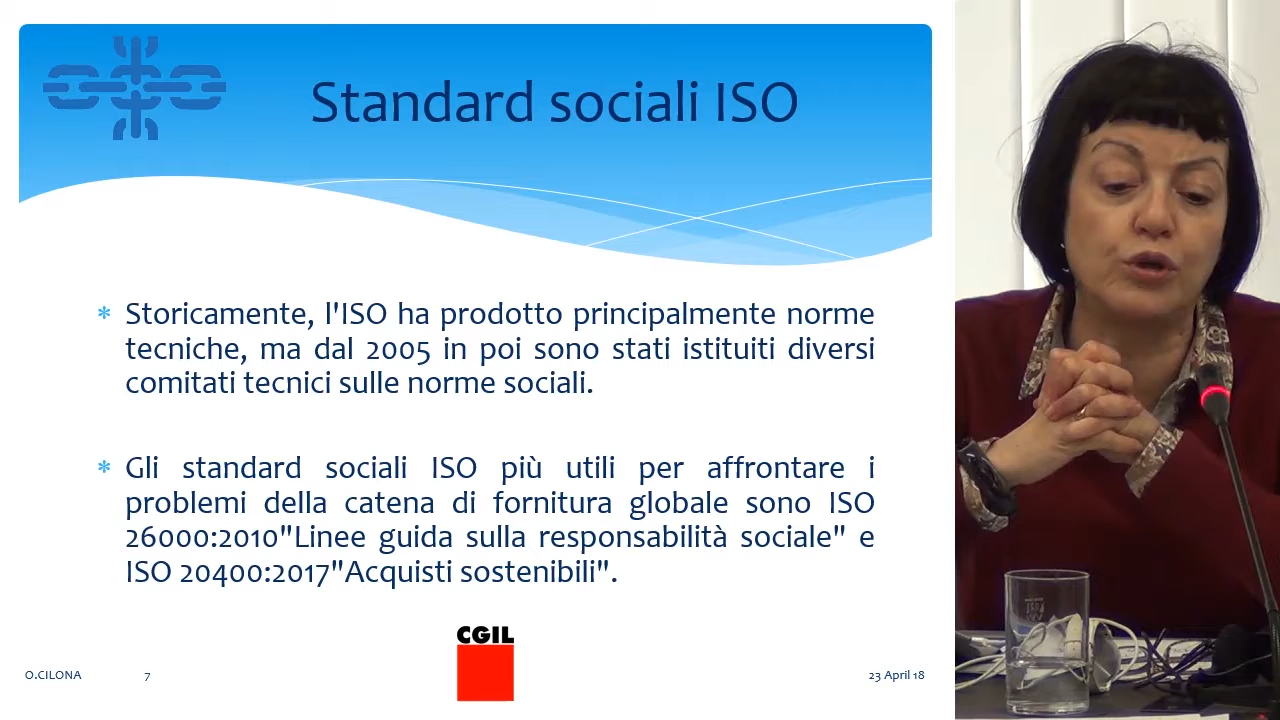 Standard sociali ISO
* Storicamente, l'ISO ha prodotto principalmente norme
tecniche, ma dal 2005 in poi sono stati istituiti diversi
comitati tecnici sulle norme sociali.
* Gli standard sociali ISO più utili per affrontare i
problemi della catena di fornitura globale sono ISO
26000:2010"Linee guida sulla responsabilità sociale" e
ISO 20400:2017"Acquisti sostenibili".
CGIL
O.CILONA 7 23 April 18